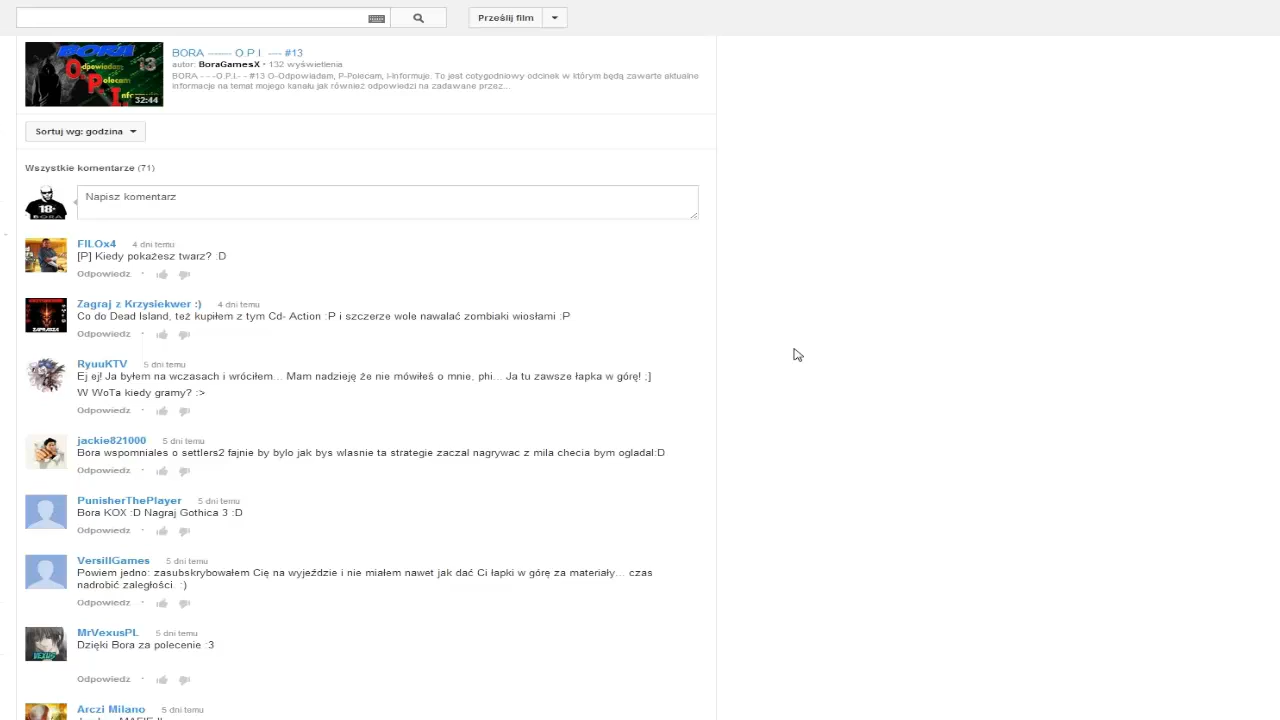 Prześlij film
BORA
Odpowiadam
13
Polecam
32:44
BORA ------- O.P.I. ---- #13
autor: BoraGamesX • 132 wyświetlenia
BORA - - -O.P.I.- - #13 O-Odpowiadam, P-Polecam, I-Informuje. To jest cotygodniowy odcinek w którym będą zawarte aktualne
informacje na temat mojego kanału jak również odpowiedzi na zadawane przez...
Sortuj wg: godzina
Wszystkie komentarze (71)
18+
BORA
Napisz komentarz
FILOx4 4 dni temu
[P] Kiedy pokażesz twarz? :D
Odpowiedz
Zagraj z Krzysiekwer :) 4 dni temu
Co do Dead Island, też kupiłem z tym Cd- Action :P i szczerze wole nawalać zombiaki wiosłami :P
Odpowiedz
RyuuKTV 5 dni temu
Ej ej! Ja byłem na wczasach i wróciłem... Mam nadzieję że nie mówiłeś o mnie, phi... Ja tu zawsze łapka w górę! ;]
W WoTa kiedy gramy? :>
Odpowiedz
jackie821000 5 dni temu
Bora wspomniales o settlers2 fajnie by bylo jak bys wlasnie ta strategie zaczal nagrywac z mila checia bym ogladal:D
Odpowiedz
PunisherThePlayer 5 dni temu
Bora KOX :D Nagraj Gothica 3 :D
Odpowiedz
VersillGames 5 dni temu
Powiem jedno: zasubskrybowałem Cię na wyjeździe i nie miałem nawet jak dać Ci łapki w górę za materiały... czas
nadrobić zaległości. :)
Odpowiedz
MrVexusPL 5 dni temu
Dzięki Bora za polecenie :3
Odpowiedz
Arczi Milano 5 dni temu